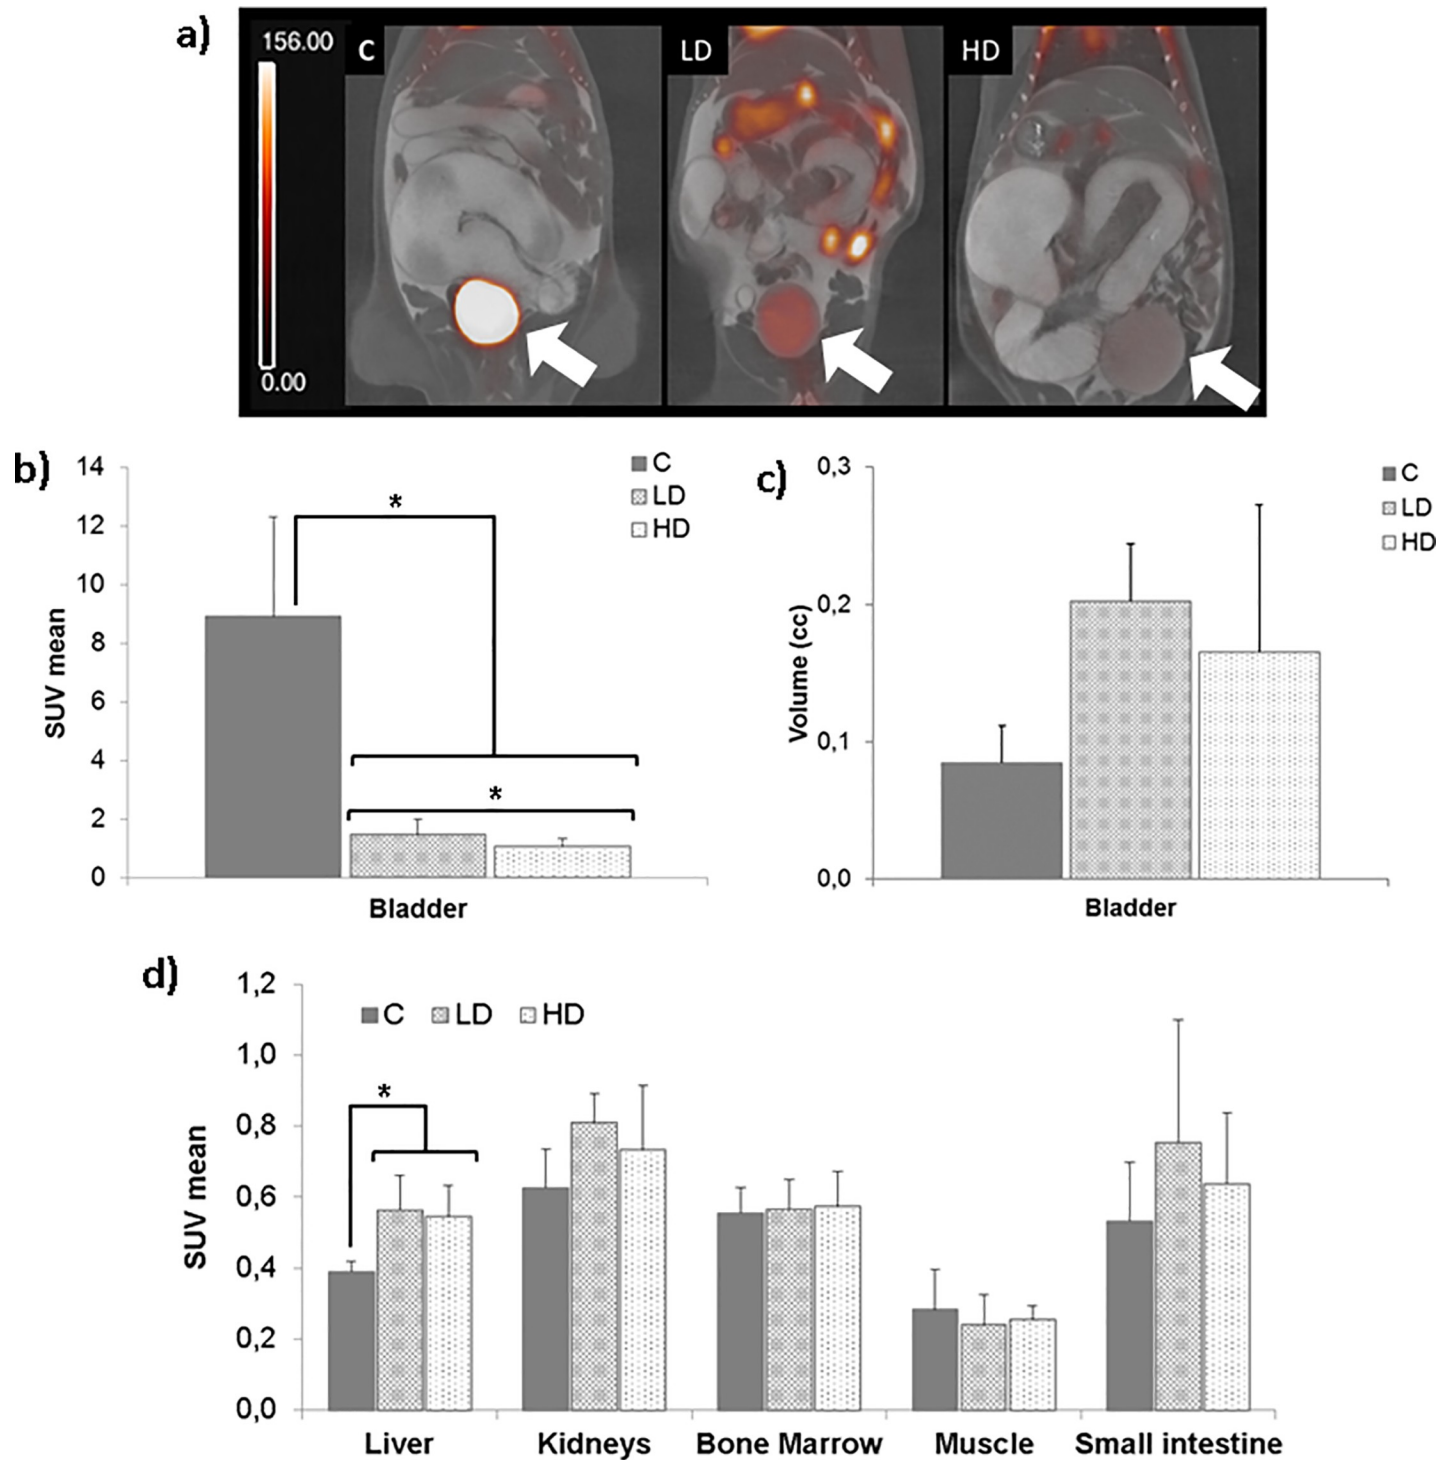 a)
156.00
C
LD
HD
0.00
b)
14
12
10
8
6
4
2
0
SUV mean
*
*
C
LD
HD
Bladder
c)
0,3
0,2
0,1
0,0
Volume (cc)
C
LD
HD
Bladder
d)
1,2
1,0
0,8
0,6
0,4
0,2
0,0
SUV mean
C LD HD
*
Liver Kidneys Bone Marrow Muscle Small intestine